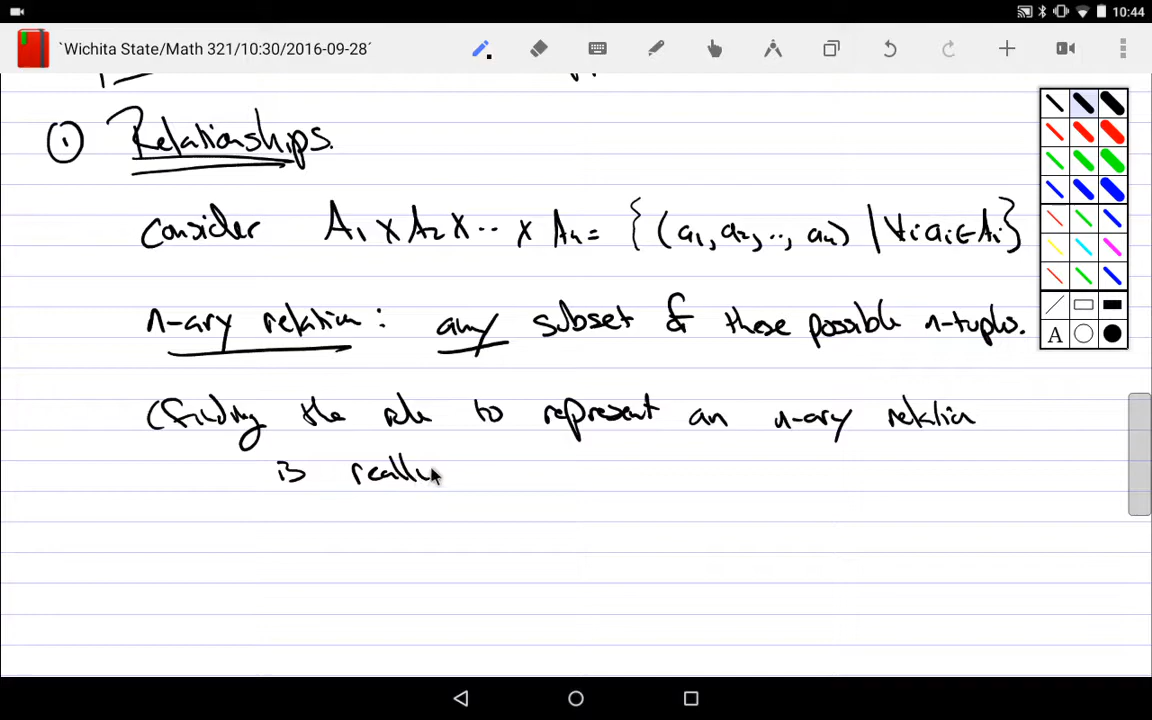 10:44
`Wichita State/Math 321/10:30/2016-09-28´
① Relationships.
Consider A₁ × A₂ × ·· × Aₙ = { (a₁, a₂, ··, aₙ) | ∀i aᵢ ∈ Aᵢ }
n-ary relation : any subset of these possible n-tuples.
(finding the rule to represent an n-ary relation
is really
A